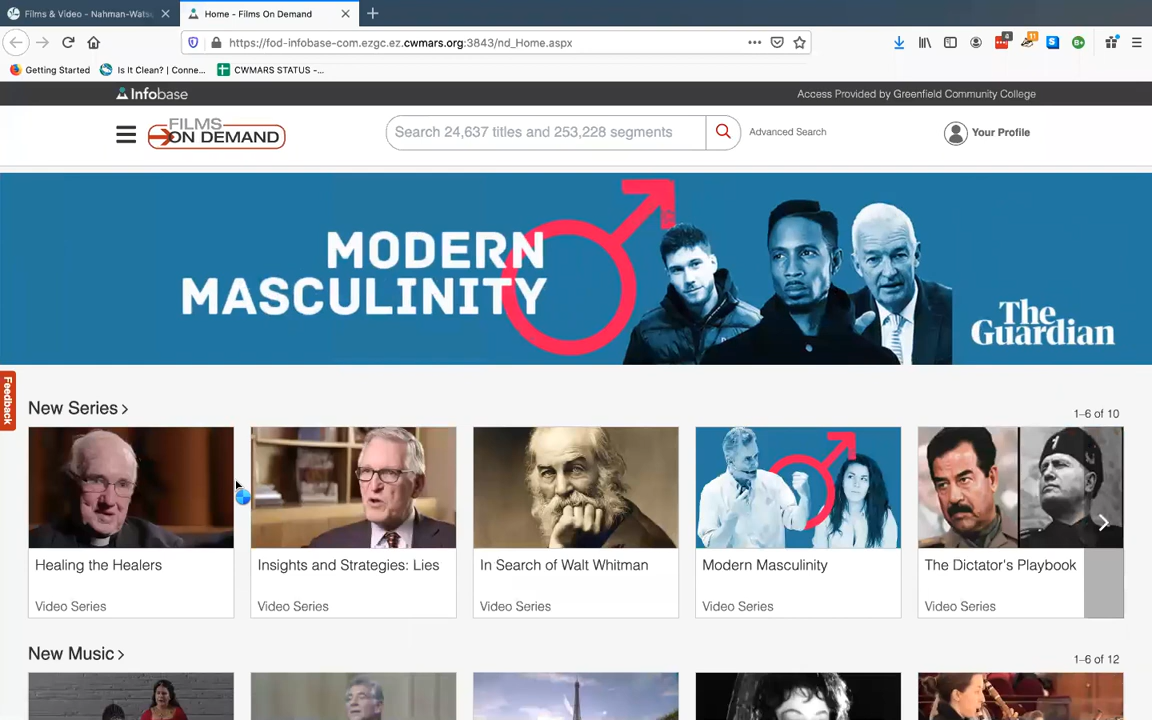 Films & Video - Nahman-Wats
Home - Films On Demand
https://fod-infobase-com.ezgc.ez.cwmars.org:3843/nd_Home.aspx
4
11
Getting Started
Is It Clean? | Conne...
CWMARS STATUS -...
Infobase
Access Provided by Greenfield Community College
FILMS
ON DEMAND
Search 24,637 titles and 253,228 segments
Advanced Search
Your Profile
MODERN
MASCULINITY
The
Guardian
Feedback
New Series >
1–6 of 10
Healing the Healers
Video Series
Insights and Strategies: Lies
Video Series
In Search of Walt Whitman
Video Series
Modern Masculinity
Video Series
The Dictator's Playbook
Video Series
New Music >
1–6 of 12